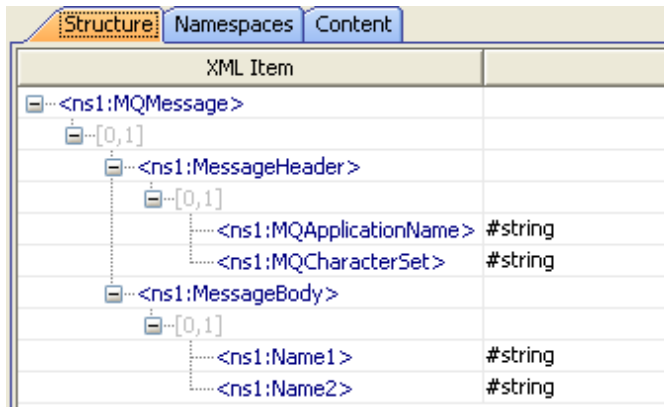 Structure Namespaces Content
XML Item
<ns1:MQMessage>
[0,1]
<ns1:MessageHeader>
[0,1]
<ns1:MQApplicationName> #string
<ns1:MQCharacterSet> #string
<ns1:MessageBody>
[0,1]
<ns1:Name1> #string
<ns1:Name2> #string